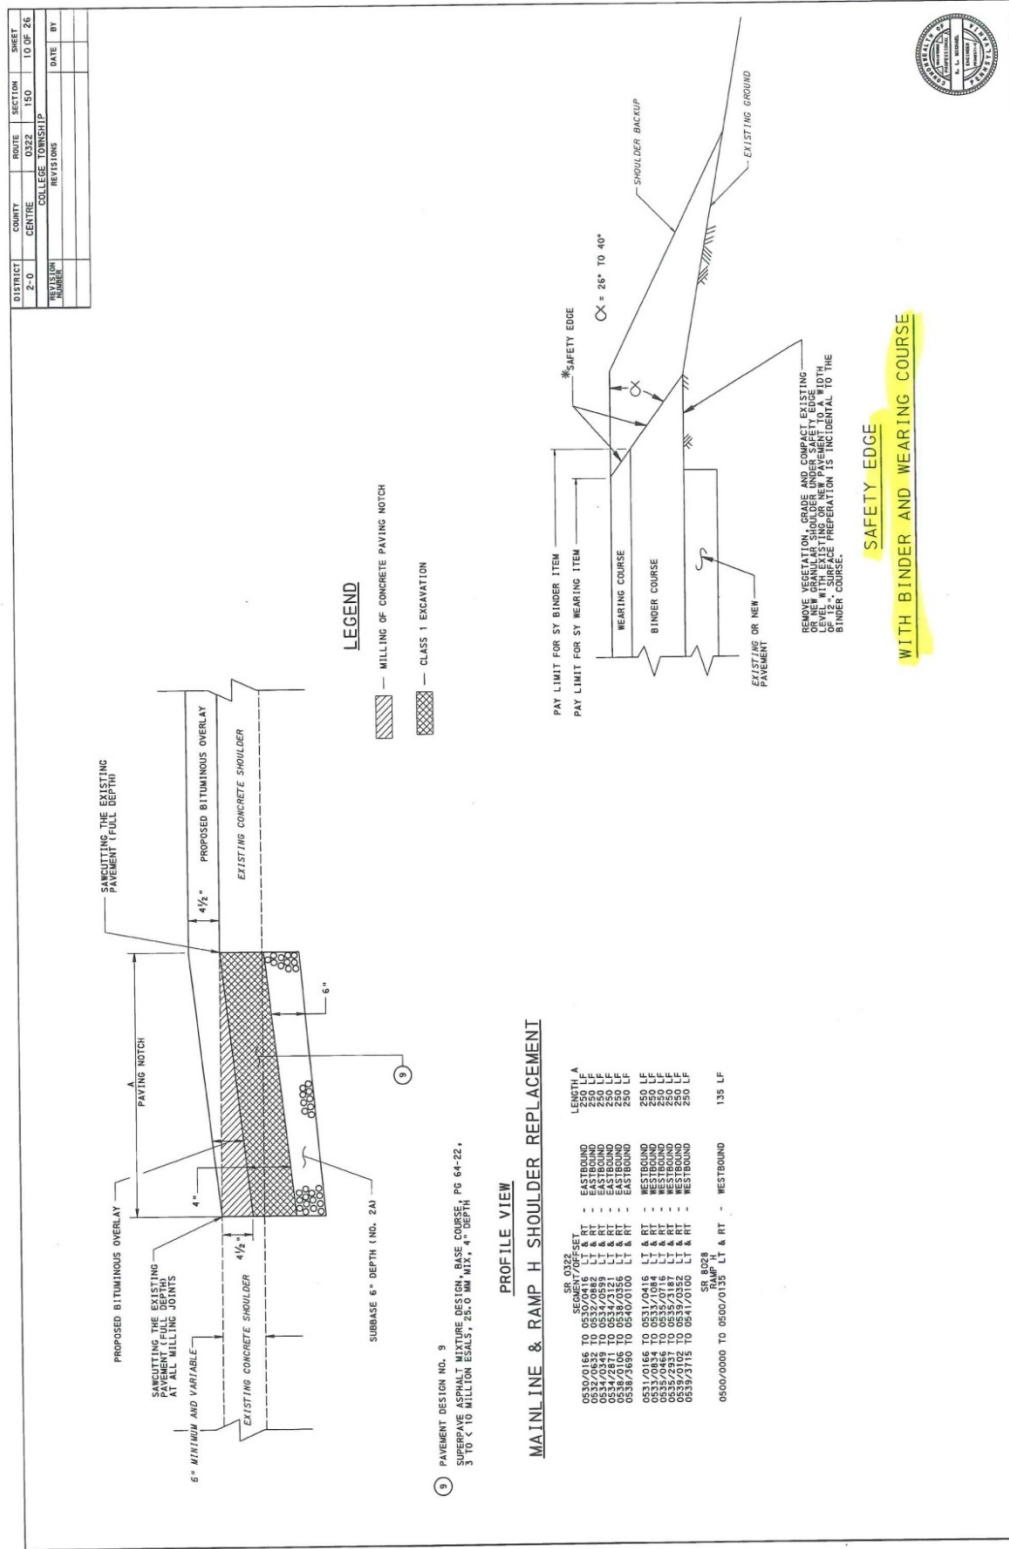 DISTRICT COUNTY ROUTE SECTION SHEET
2-0 CENTRE 0322 150 10 OF 26
COLLEGE TOWNSHIP
REVISION NUMBER REVISIONS DATE BY
PROPOSED BITUMINOUS OVERLAY
SAWCUTTING THE EXISTING
PAVEMENT (FULL DEPTH)
AT ALL MILLING JOINTS
6" MINIMUM AND VARIABLE
EXISTING CONCRETE SHOULDER
4½"
4"
A
PAVING NOTCH
SAWCUTTING THE EXISTING
PAVEMENT (FULL DEPTH)
4½"
PROPOSED BITUMINOUS OVERLAY
EXISTING CONCRETE SHOULDER
6"
9
SUBBASE 6" DEPTH (NO. 2A)
9 PAVEMENT DESIGN NO. 9
SUPERPAVE ASPHALT MIXTURE DESIGN, BASE COURSE, PG 64-22,
3 TO < 10 MILLION ESALS, 25.0 MM MIX, 4" DEPTH
LEGEND
— MILLING OF CONCRETE PAVING NOTCH
— CLASS 1 EXCAVATION
PROFILE VIEW
MAINLINE & RAMP H SHOULDER REPLACEMENT
SR 0322
SEGMENT/OFFSET LENGTH A
0530/0166 TO 0530/0416 LT & RT - EASTBOUND 250 LF
0532/0632 TO 0532/0882 LT & RT - EASTBOUND 250 LF
0534/0349 TO 0534/0599 LT & RT - EASTBOUND 250 LF
0534/2871 TO 0534/3121 LT & RT - EASTBOUND 250 LF
0538/0106 TO 0538/0356 LT & RT - EASTBOUND 250 LF
0538/3690 TO 0540/0100 LT & RT - EASTBOUND 250 LF
0531/0166 TO 0531/0416 LT & RT - WESTBOUND 250 LF
0533/0834 TO 0533/1084 LT & RT - WESTBOUND 250 LF
0535/0466 TO 0535/0716 LT & RT - WESTBOUND 250 LF
0535/2937 TO 0535/3187 LT & RT - WESTBOUND 250 LF
0539/0102 TO 0539/0352 LT & RT - WESTBOUND 250 LF
0539/3715 TO 0541/0100 LT & RT - WESTBOUND 250 LF
SR 8028
RAMP H
0500/0000 TO 0500/0135 LT & RT - WESTBOUND 135 LF
PAY LIMIT FOR SY BINDER ITEM
PAY LIMIT FOR SY WEARING ITEM
WEARING COURSE
BINDER COURSE
EXISTING OR NEW
PAVEMENT
*SAFETY EDGE
α
α = 26° TO 40°
SHOULDER BACKUP
EXISTING GROUND
REMOVE VEGETATION, GRADE AND COMPACT EXISTING
OR NEW GRANULAR SHOULDER UNDER SAFETY EDGE
LEVEL WITH EXISTING OR NEW PAVEMENT TO A WIDTH
OF 12". SURFACE PREPERATION IS INCIDENTAL TO THE
BINDER COURSE.
SAFETY EDGE
WITH BINDER AND WEARING COURSE
COMMONWEALTH OF
PENNSYLVANIA
PROFESSIONAL
ENGINEER